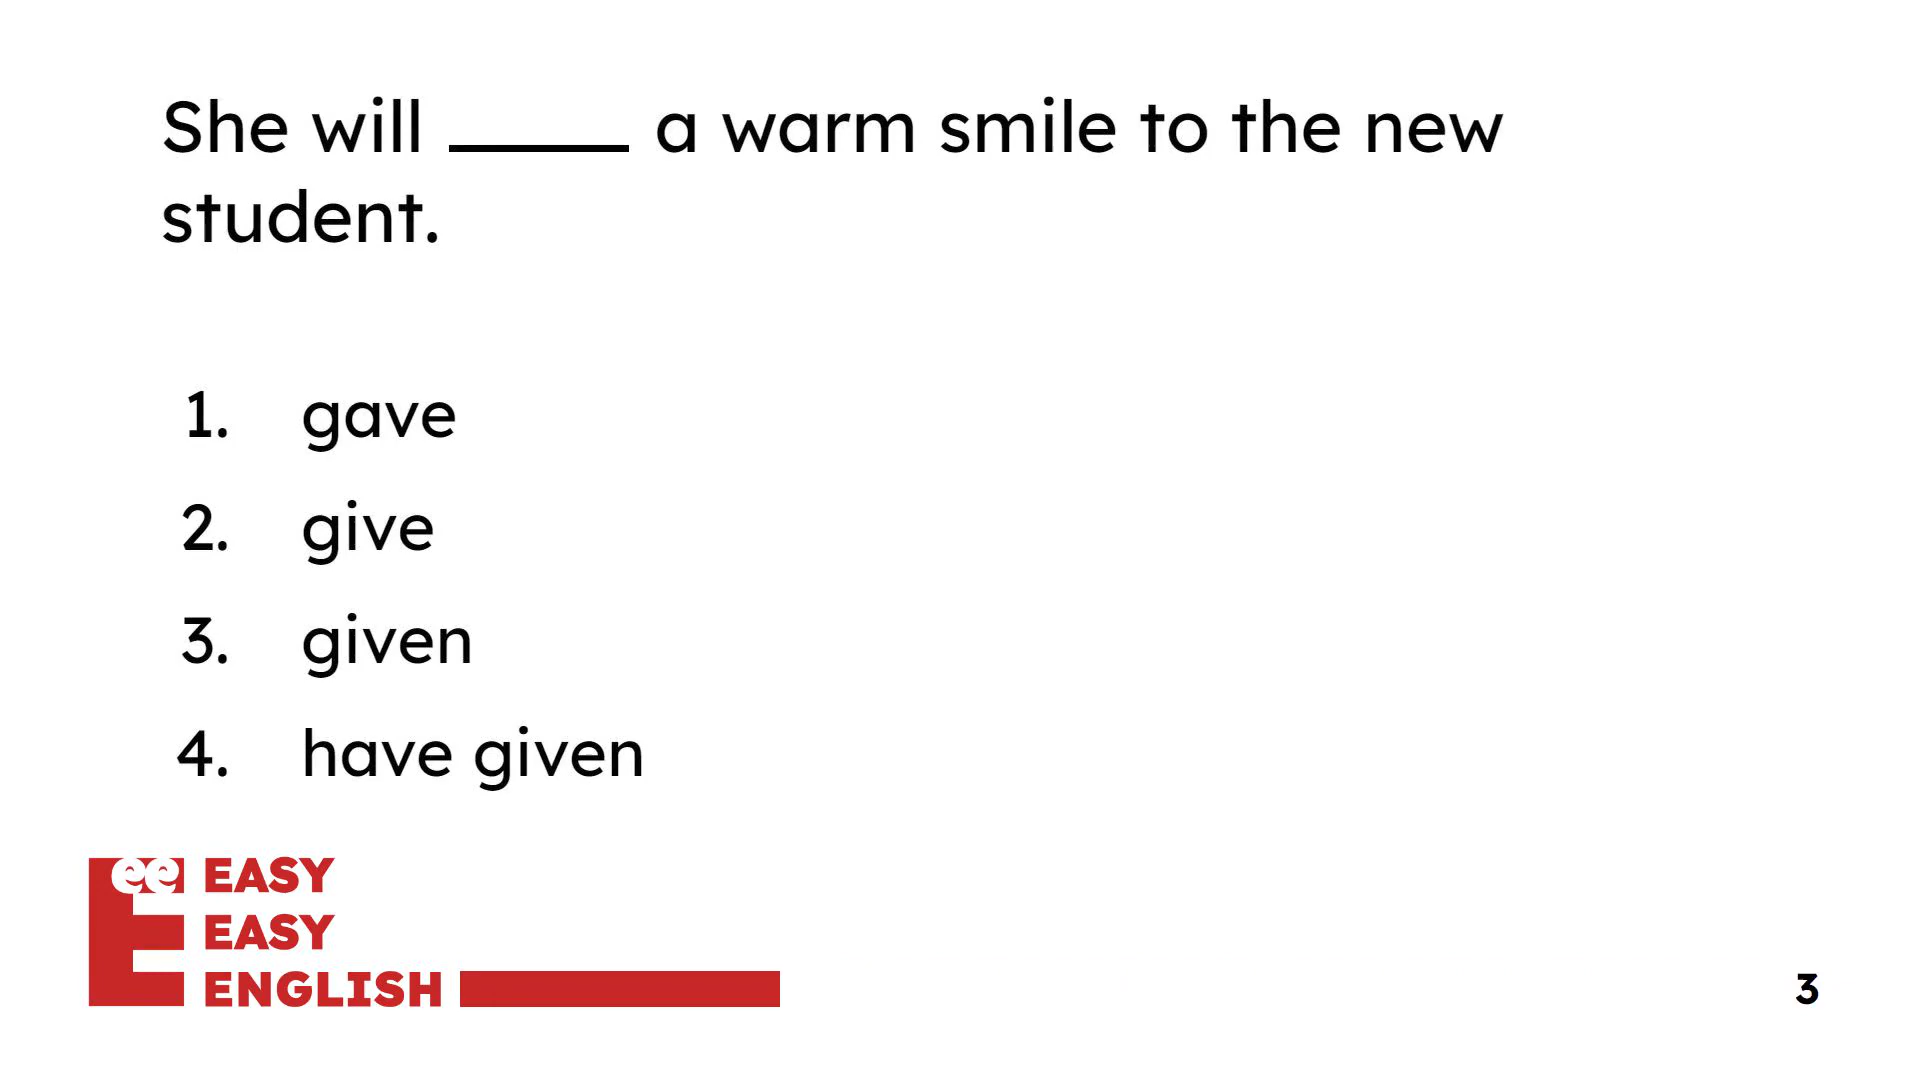 She will _____ a warm smile to the new
student.
1. gave
2. give
3. given
4. have given
ee EASY
EASY
ENGLISH
3